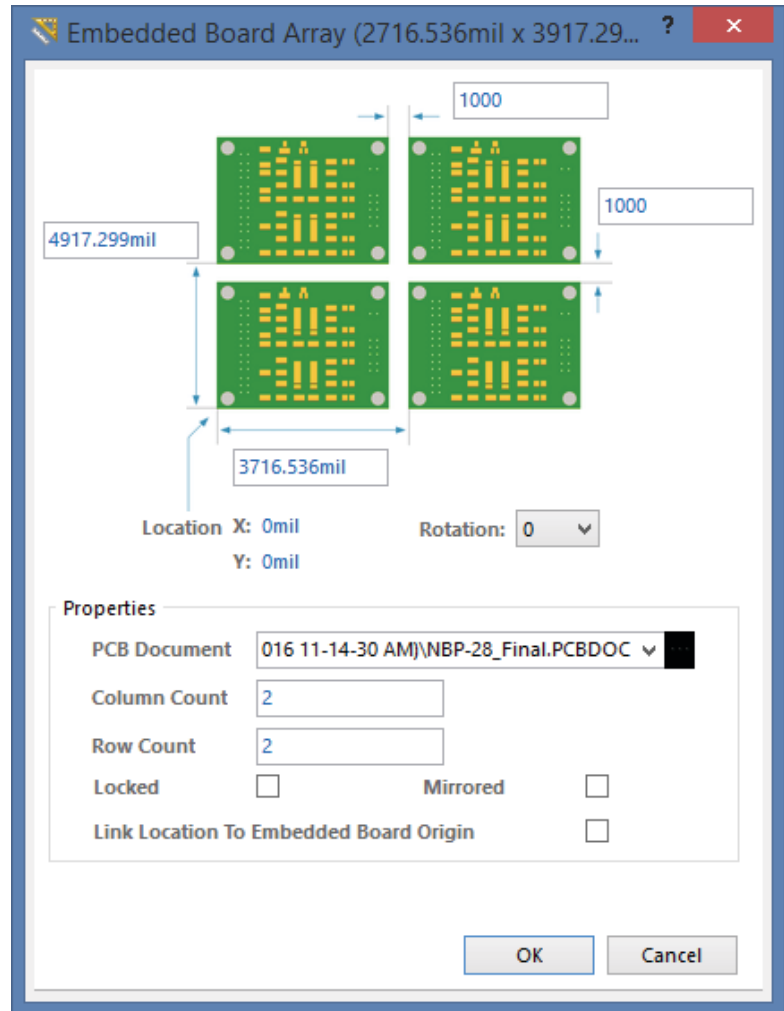 Embedded Board Array (2716.536mil x 3917.29... ? ×
1000
1000
4917.299mil
3716.536mil
Location X: 0mil Rotation: 0
Y: 0mil
Properties
PCB Document 016 11-14-30 AM)\NBP-28_Final.PCBDOC ...
Column Count 2
Row Count 2
Locked Mirrored
Link Location To Embedded Board Origin
OK Cancel